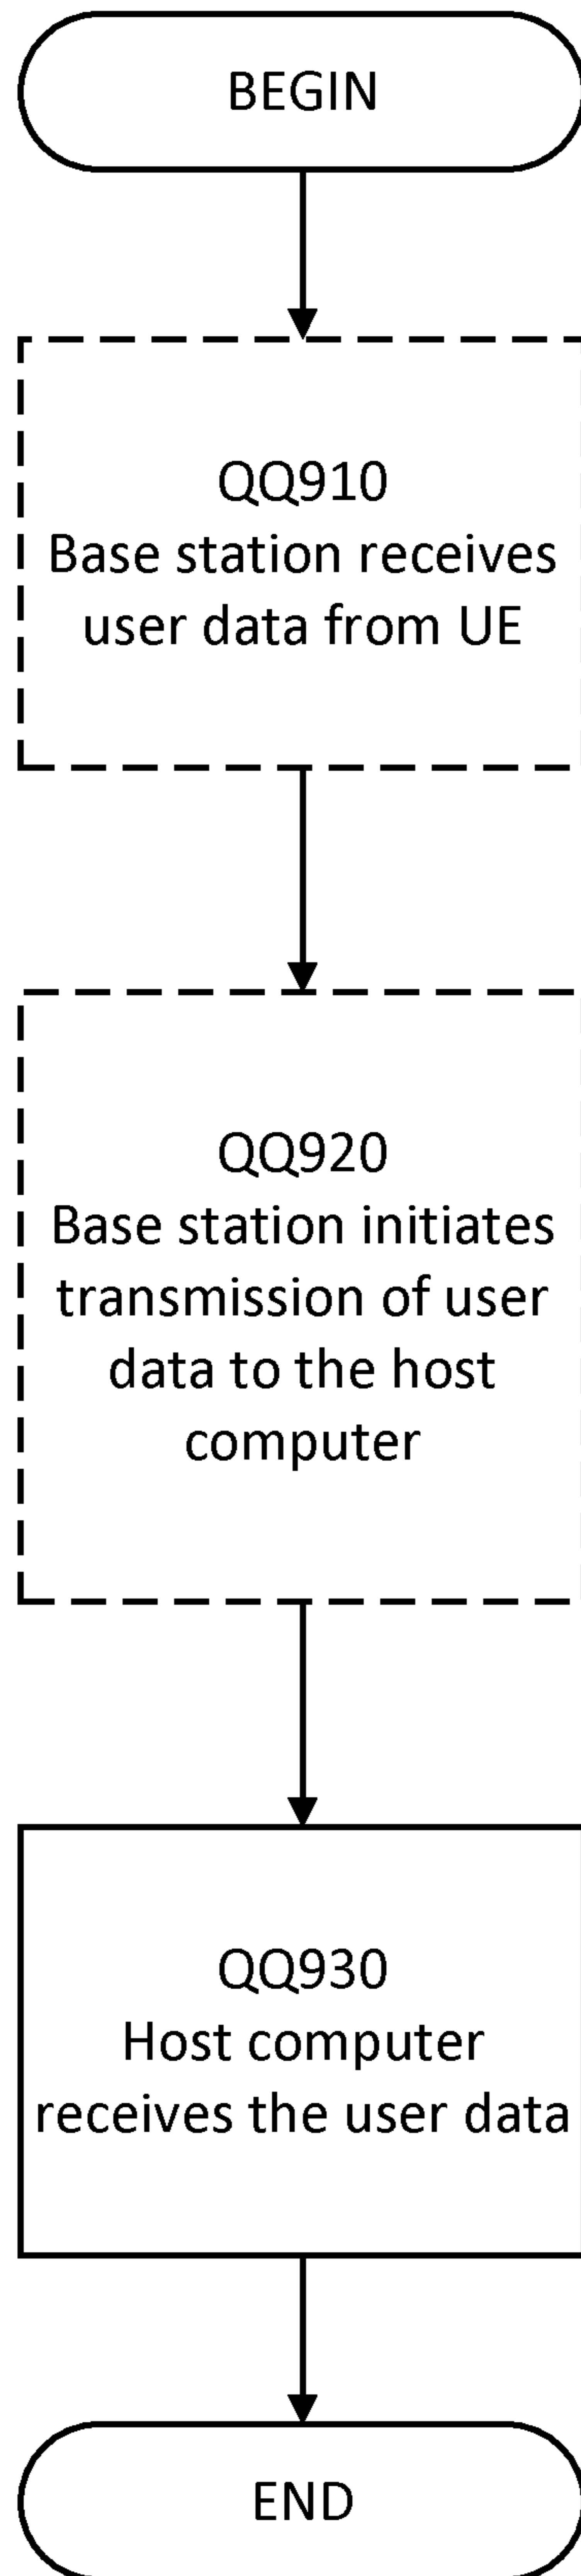 BEGIN
QQ910
Base station receives
user data from UE
QQ920
Base station initiates
transmission of user
data to the host
computer
QQ930
Host computer
receives the user data
END